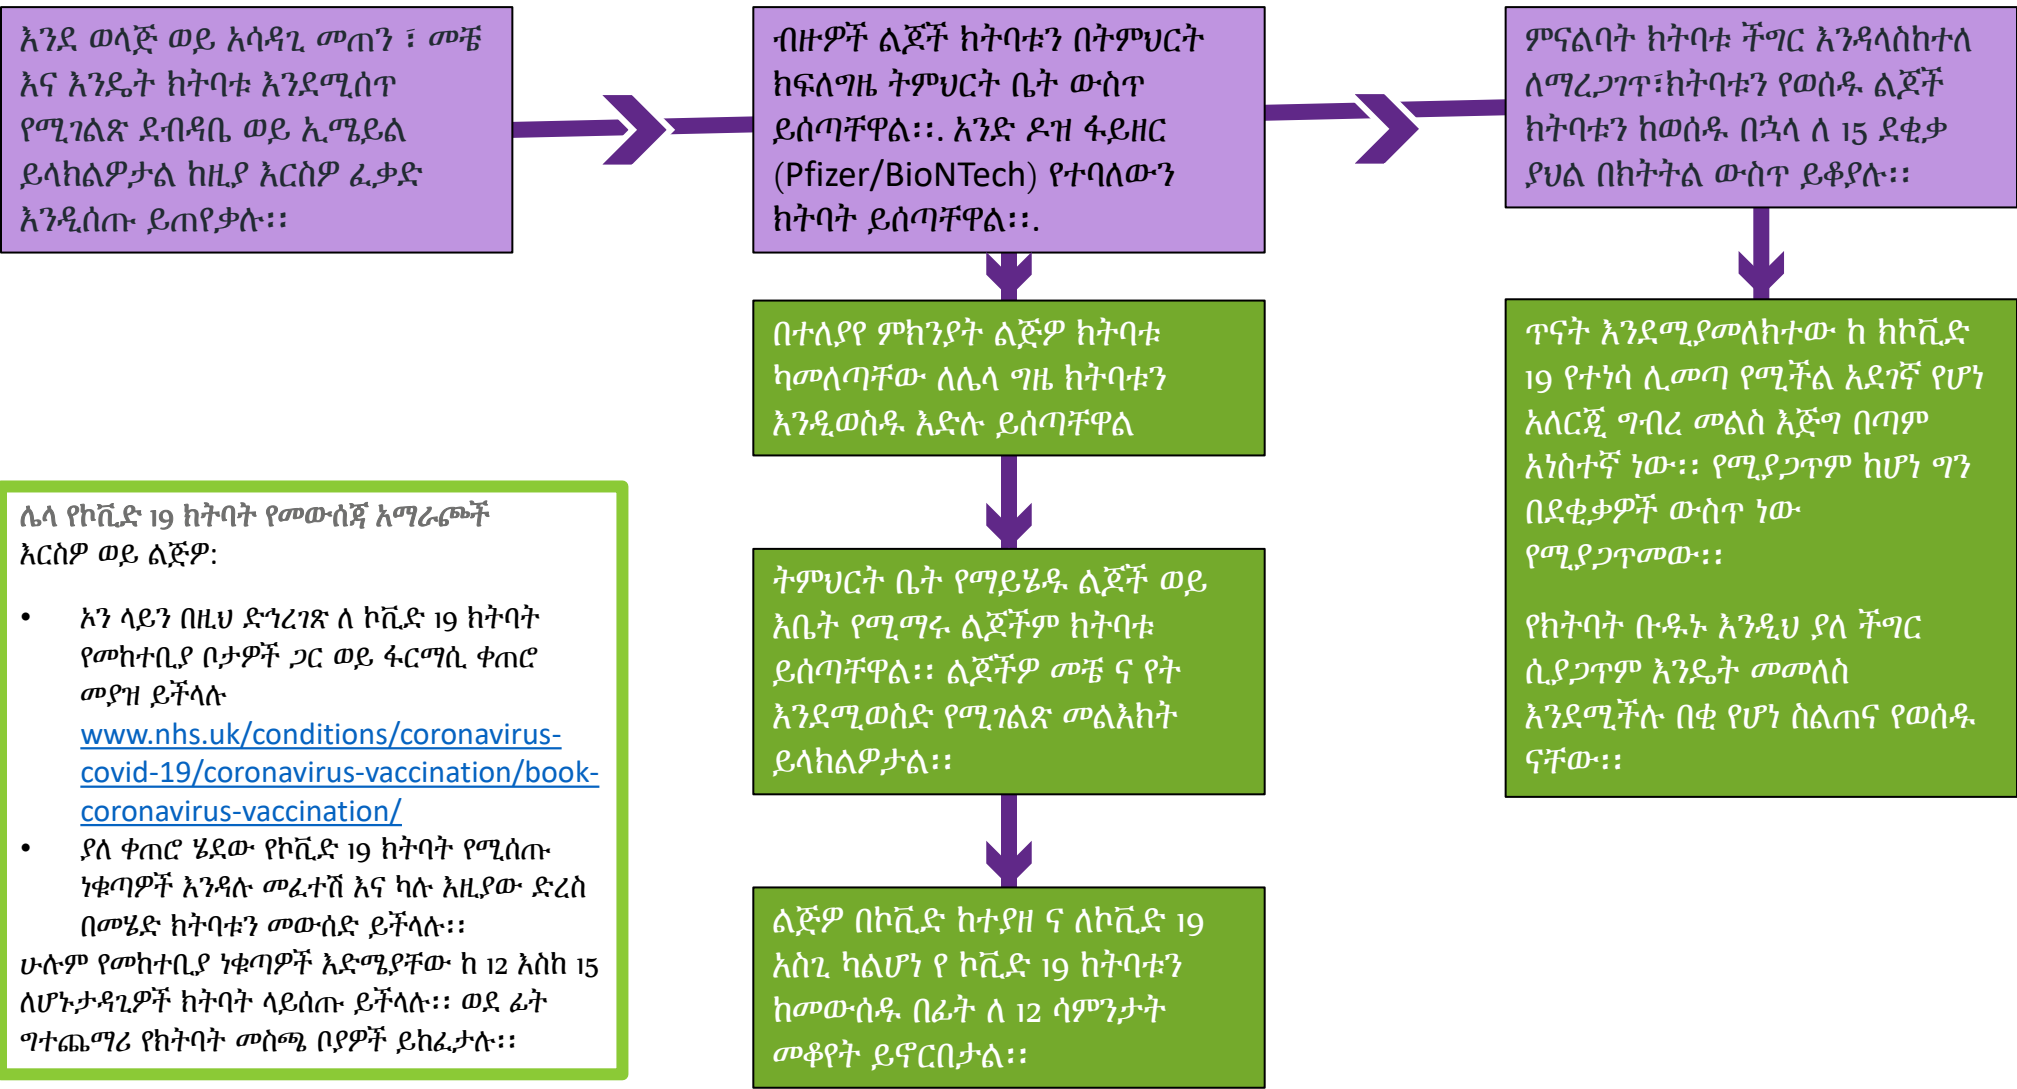 እንደ ወላጅ ወይ አሳዳጊ መጠን ፣ መቼ
እና እንዴት ክትባቱ እንደሚሰጥ
የሚገልጽ ደብዳቤ ወይ ኢሜይል
ይላክልዎታል ከዚያ እርስዎ ፈቃድ
እንዲሰጡ ይጠየቃሉ፡፡
ብዙዎች ልጆች ክትባቱን በትምህርት
ክፍለግዜ ትምህርት ቤት ውስጥ
ይሰጣቸዋል፡፡. አንድ ዶዝ ፋይዘር
(Pfizer/BioNTech) የተባለውን
ክትባት ይሰጣቸዋል፡፡.
ምናልባት ክትባቱ ችግር እንዳላስከተለ
ለማረጋገጥ፣ክትባቱን የወሰዱ ልጆች
ክትባቱን ከወሰዱ በኋላ ለ 15 ደቂቃ
ያህል በክትትል ውስጥ ይቆያሉ፡፡
በተለያየ ምክንያት ልጅዎ ክትባቱ
ካመለጣቸው ለሌላ ግዜ ክትባቱን
እንዲወስዱ እድሉ ይሰጣቸዋል
ትምህርት ቤት የማይሄዱ ልጆች ወይ
እቤት የሚማሩ ልጆችም ክትባቱ
ይሰጣቸዋል፡፡ ልጆችዎ መቼ ና የት
እንደሚወስድ የሚገልጽ መልእክት
ይላክልዎታል፡፡
ልጅዎ በኮቪድ ከተያዘ ና ለኮቪድ 19
አስጊ ካልሆነ የ ኮቪድ 19 ከትባቱን
ከመውሰዱ በፊት ለ 12 ሳምንታት
መቆየት ይኖርበታል፡፡
ጥናት እንደሚያመለክተው ከ ክኮቪድ
19 የተነሳ ሊመጣ የሚችል አደገኛ የሆነ
አለርጂ ግብረ መልስ እጅግ በጣም
አነስተኛ ነው፡፡ የሚያጋጥም ከሆነ ግን
በደቂቃዎች ውስጥ ነው
የሚያጋጥመው፡፡
የክትባት ቡዱኑ እንዲህ ያለ ችግር
ሲያጋጥም እንዴት መመለስ
እንደሚችሉ በቂ የሆነ ስልጠና የወሰዱ
ናቸው፡፡
ሌላ የኮቪድ 19 ክትባት የመውሰጃ አማራጮች
እርስዎ ወይ ልጅዎ:
• ኦን ላይን በዚህ ድኅረገጽ ለ ኮቪድ 19 ክትባት
የመከተቢያ ቦታዎች ጋር ወይ ፋርማሲ ቀጠሮ
መያዝ ይችላሉ
www.nhs.uk/conditions/coronavirus-
covid-19/coronavirus-vaccination/book-
coronavirus-vaccination/
• ያለ ቀጠሮ ሄደው የኮቪድ 19 ክትባት የሚሰጡ
ነቁጣዎች እንዳሉ መፈተሽ እና ካሉ እዚያው ድረስ
በመሄድ ክትባቱን መውሰድ ይችላሉ፡፡
ሁሉም የመከተቢያ ነቁጣዎች እድሜያቸው ከ 12 እስከ 15
ለሆኑታዳጊዎች ክትባት ላይሰጡ ይችላሉ፡፡ ወደ ፊት
ግተጨማሪ የክትባት መስጫ ቦያዎች ይከፈታሉ፡፡